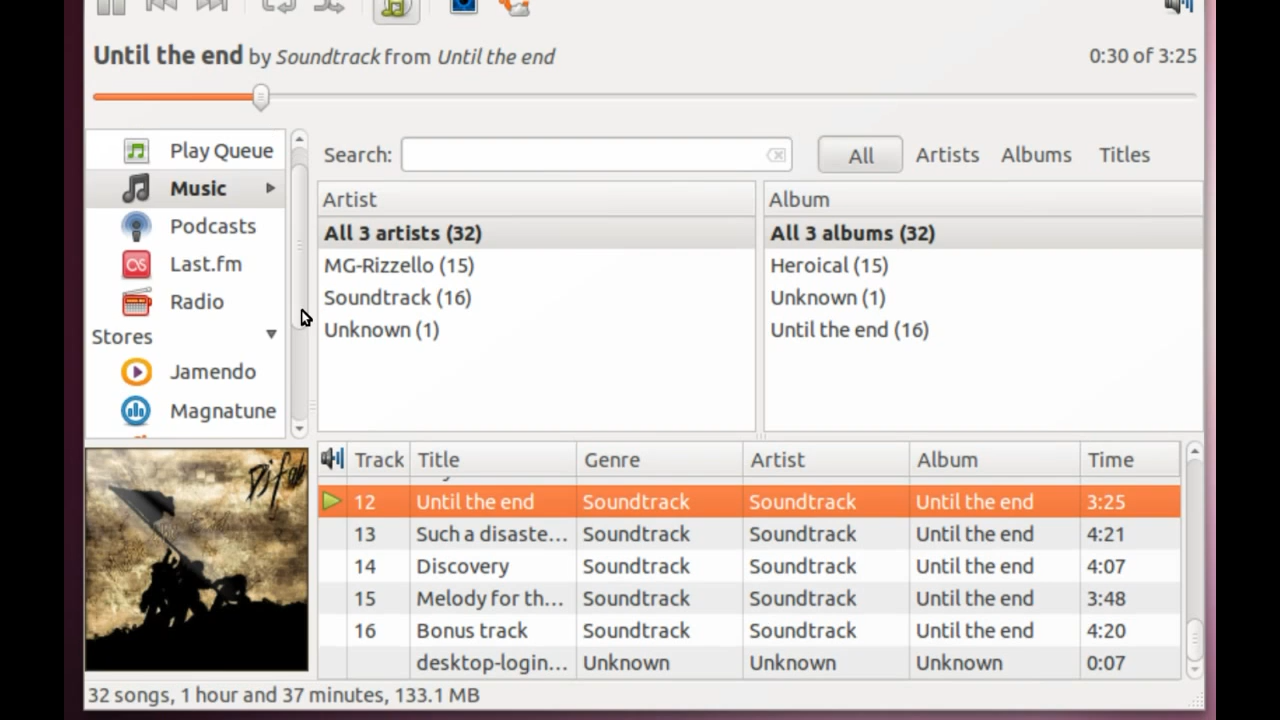 Until the end by Soundtrack from Until the end 0:30 of 3:25
Play Queue
Music
Podcasts
Last.fm
Radio
Stores
Jamendo
Magnatune
Search: All Artists Albums Titles
Artist
All 3 artists (32)
MG-Rizzello (15)
Soundtrack (16)
Unknown (1)
Album
All 3 albums (32)
Heroical (15)
Unknown (1)
Until the end (16)
Track Title Genre Artist Album Time
12 Until the end Soundtrack Soundtrack Until the end 3:25
13 Such a disaste... Soundtrack Soundtrack Until the end 4:21
14 Discovery Soundtrack Soundtrack Until the end 4:07
15 Melody for th... Soundtrack Soundtrack Until the end 3:48
16 Bonus track Soundtrack Soundtrack Until the end 4:20
desktop-login... Unknown Unknown Unknown 0:07
32 songs, 1 hour and 37 minutes, 133.1 MB